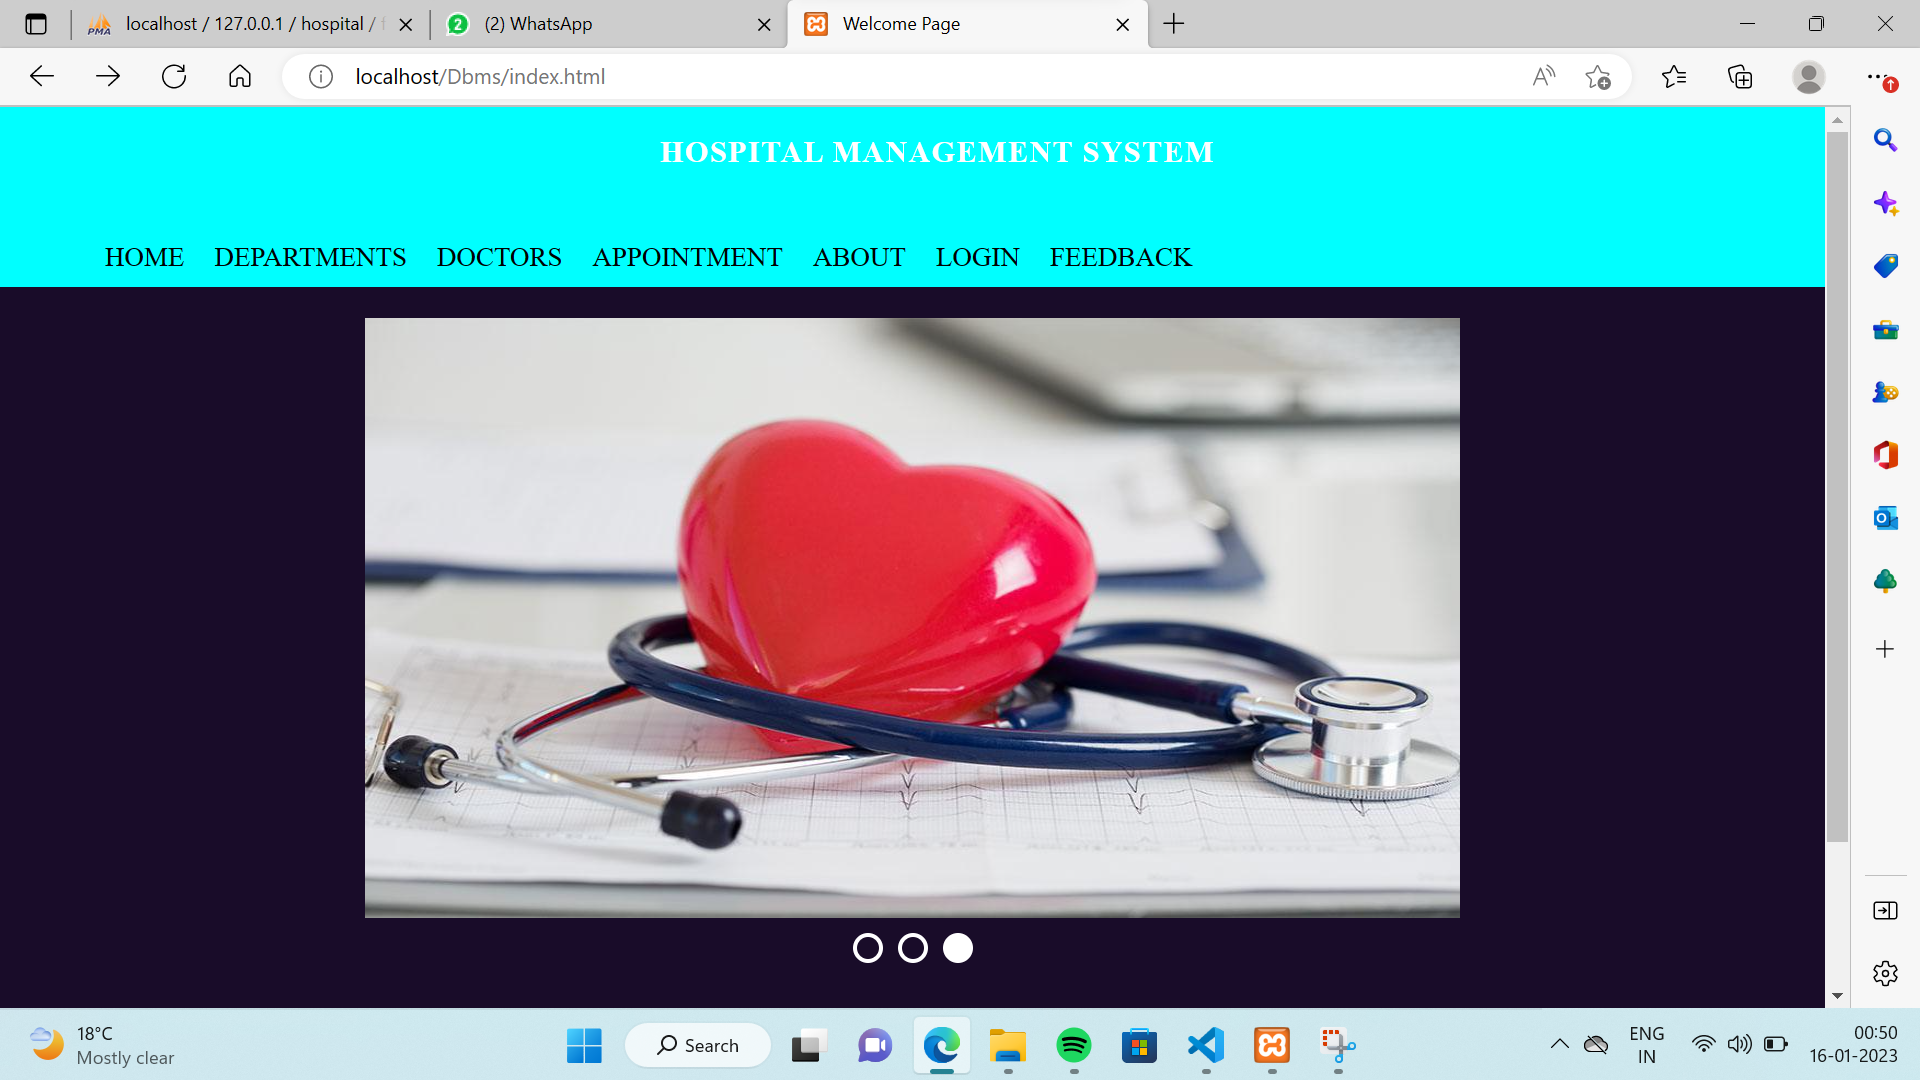 localhost / 127.0.0.1 / hospital /
(2) WhatsApp
Welcome Page
localhost/Dbms/index.html
HOSPITAL MANAGEMENT SYSTEM
HOME DEPARTMENTS DOCTORS APPOINTMENT ABOUT LOGIN FEEDBACK
18°C
Mostly clear
Search
ENG
IN
00:50
16-01-2023